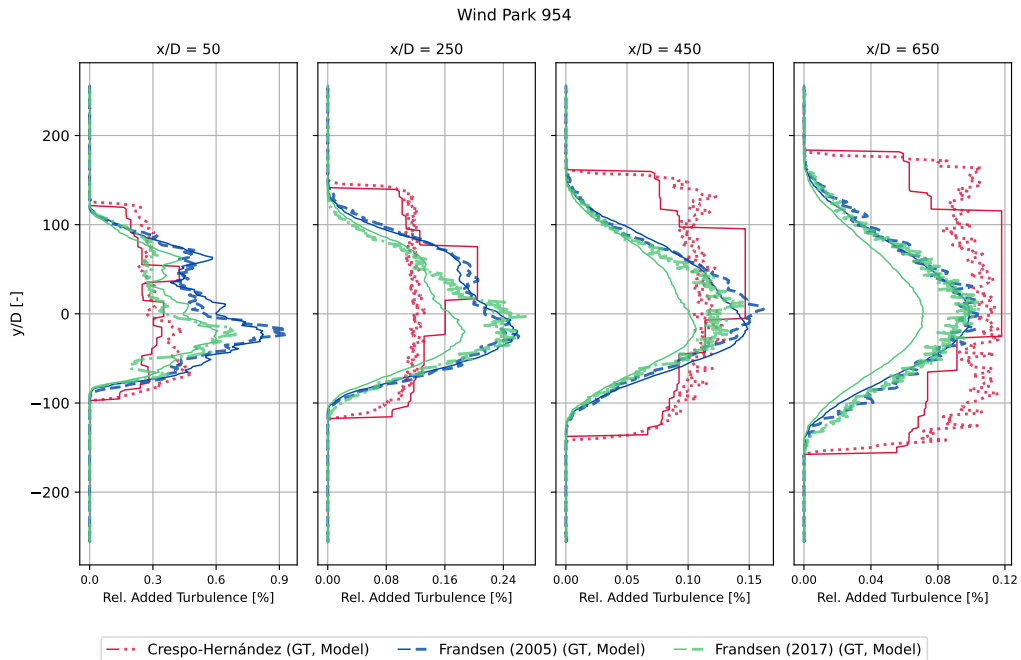 Wind Park 954
x/D = 50
x/D = 250
x/D = 450
x/D = 650
y/D [-]
200
100
0
−100
−200
0.0 0.3 0.6 0.9
0.00 0.08 0.16 0.24
0.00 0.05 0.10 0.15
0.00 0.04 0.08 0.12
Rel. Added Turbulence [%]
Rel. Added Turbulence [%]
Rel. Added Turbulence [%]
Rel. Added Turbulence [%]
Crespo-Hernández (GT, Model)
Frandsen (2005) (GT, Model)
Frandsen (2017) (GT, Model)